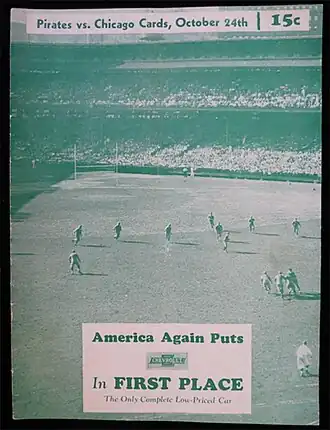 Pirates vs. Chicago Cards, October 24th | 15c
America Again Puts
CHEVROLET
In FIRST PLACE
The Only Complete Low-Priced Car